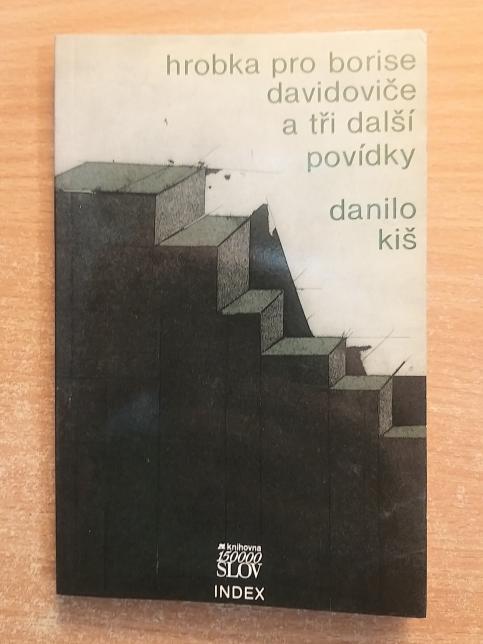 hrobka pro borise
davidoviče
a tři další
povídky
danilo
kiš
knihovna
150000
SLOV
INDEX